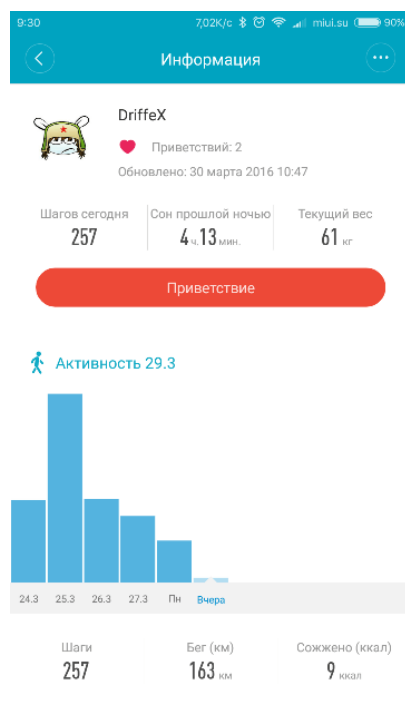 9:30 7,02K/c miui.su 90%
Информация
DriffeX
Приветствий: 2
Обновлено: 30 марта 2016 10:47
Шагов сегодня Сон прошлой ночью Текущий вес
257 4 ч. 13 мин. 61 кг
Приветствие
Активность 29.3
24.3 25.3 26.3 27.3 Пн Вчера
Шаги Бег (км) Сожжено (ккал)
257 163 км 9 ккал